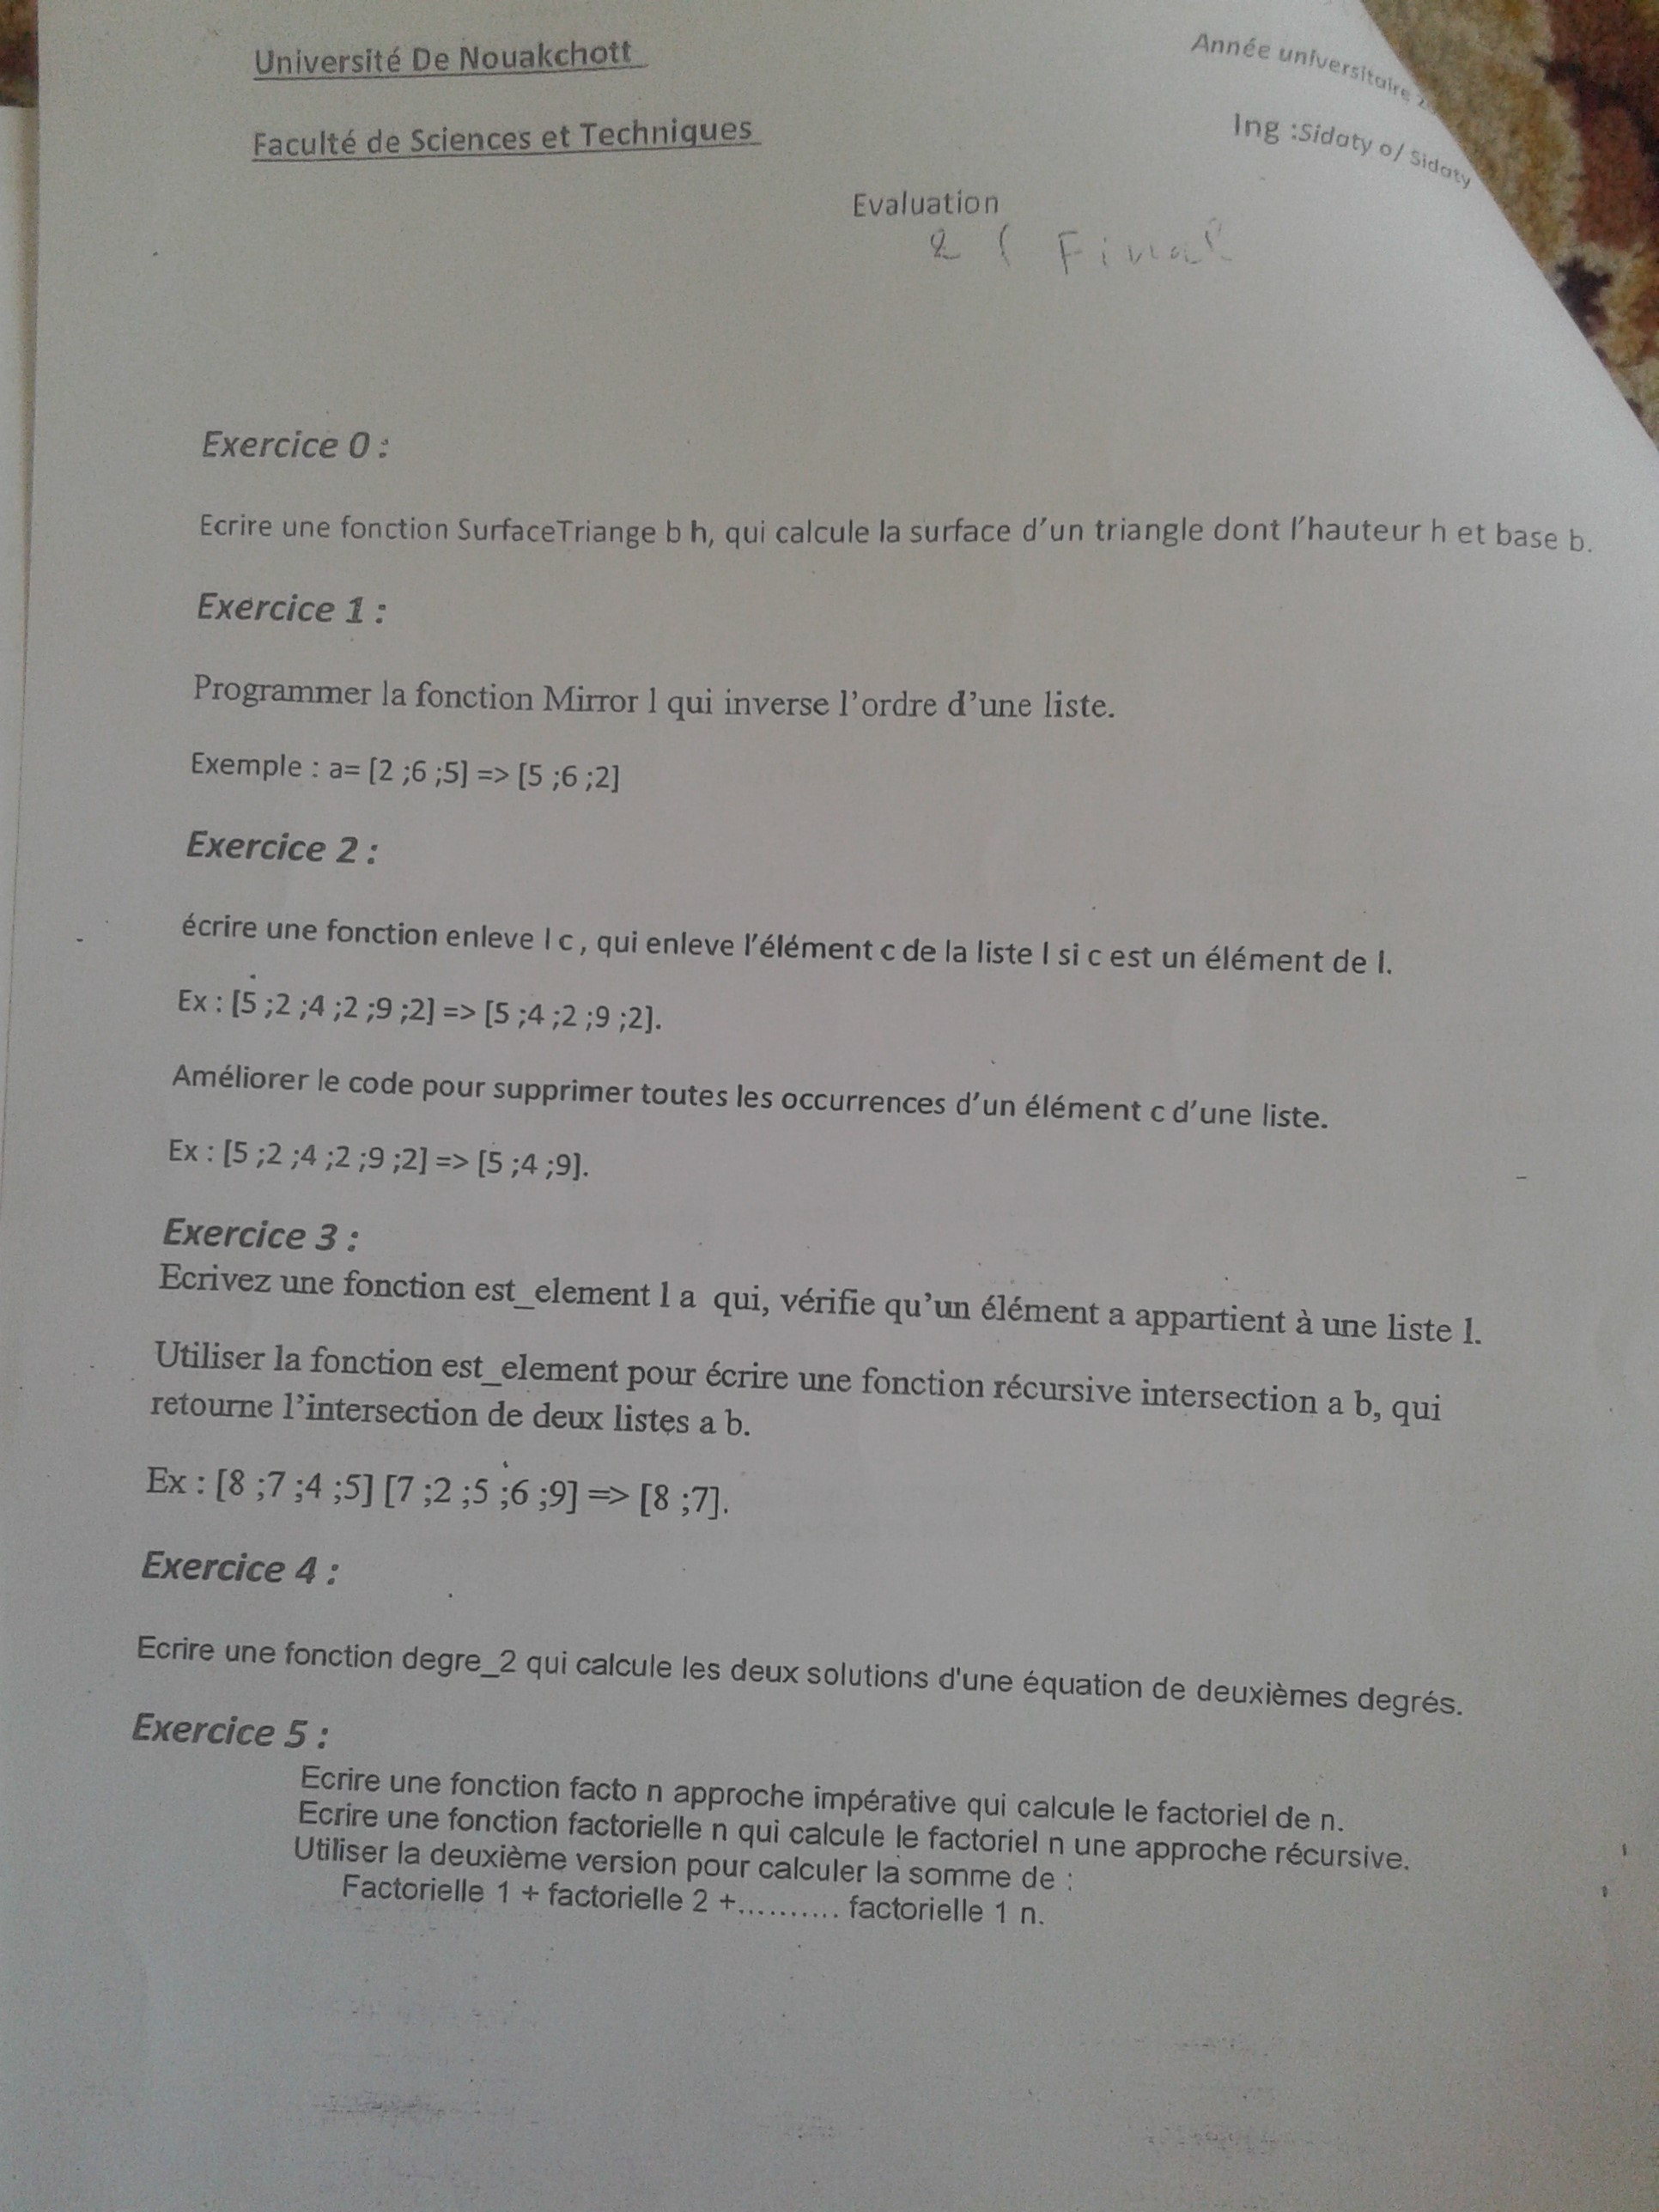 Université De Nouakchott
Année universitaire
Faculté de Sciences et Techniques
Ing :Sidaty o/ Sidaty
Evaluation
2 ( Final
Exercice 0 :
Ecrire une fonction SurfaceTriange b h, qui calcule la surface d'un triangle dont l'hauteur h et base b.
Exercice 1 :
Programmer la fonction Mirror l qui inverse l'ordre d'une liste.
Exemple : a= [2 ;6 ;5] => [5 ;6 ;2]
Exercice 2 :
écrire une fonction enleve l c , qui enleve l'élément c de la liste l si c est un élément de l.
Ex : [5 ;2 ;4 ;2 ;9 ;2] => [5 ;4 ;2 ;9 ;2].
Améliorer le code pour supprimer toutes les occurrences d'un élément c d'une liste.
Ex : [5 ;2 ;4 ;2 ;9 ;2] => [5 ;4 ;9].
Exercice 3 :
Ecrivez une fonction est_element l a qui, vérifie qu'un élément a appartient à une liste l.
Utiliser la fonction est_element pour écrire une fonction récursive intersection a b, qui
retourne l'intersection de deux listes a b.
Ex : [8 ;7 ;4 ;5] [7 ;2 ;5 ;6 ;9] => [8 ;7].
Exercice 4 :
Ecrire une fonction degre_2 qui calcule les deux solutions d'une équation de deuxièmes degrés.
Exercice 5 :
Ecrire une fonction facto n approche impérative qui calcule le factoriel de n.
Ecrire une fonction factorielle n qui calcule le factoriel n une approche récursive.
Utiliser la deuxième version pour calculer la somme de :
Factorielle 1 + factorielle 2 +.......... factorielle 1 n.